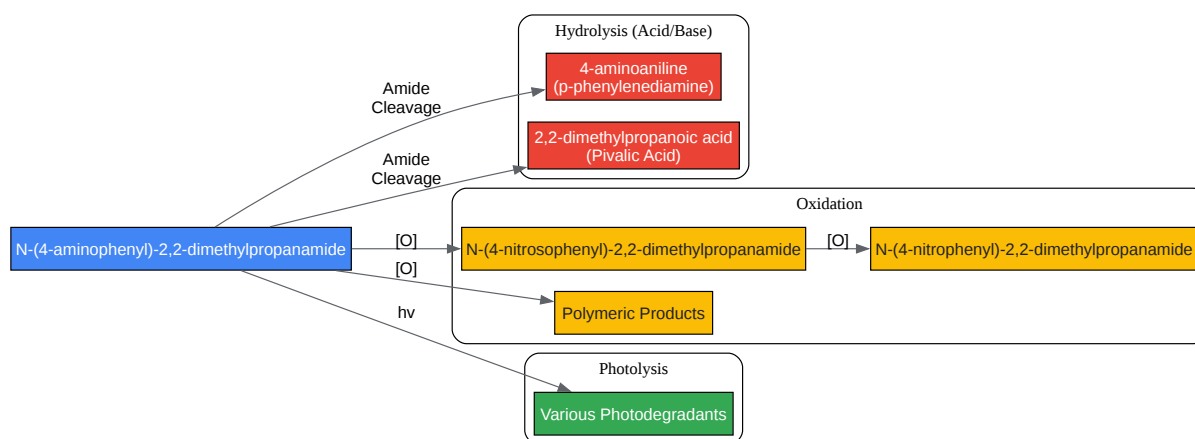 Hydrolysis (Acid/Base)
4-aminoaniline
(p-phenylenediamine)
Amide
Cleavage
2,2-dimethylpropanoic acid
(Pivalic Acid)
Amide
Cleavage
Oxidation
N-(4-aminophenyl)-2,2-dimethylpropanamide
[O]
N-(4-nitrosophenyl)-2,2-dimethylpropanamide
[O]
N-(4-nitrophenyl)-2,2-dimethylpropanamide
[O]
Polymeric Products
hv
Photolysis
Various Photodegradants